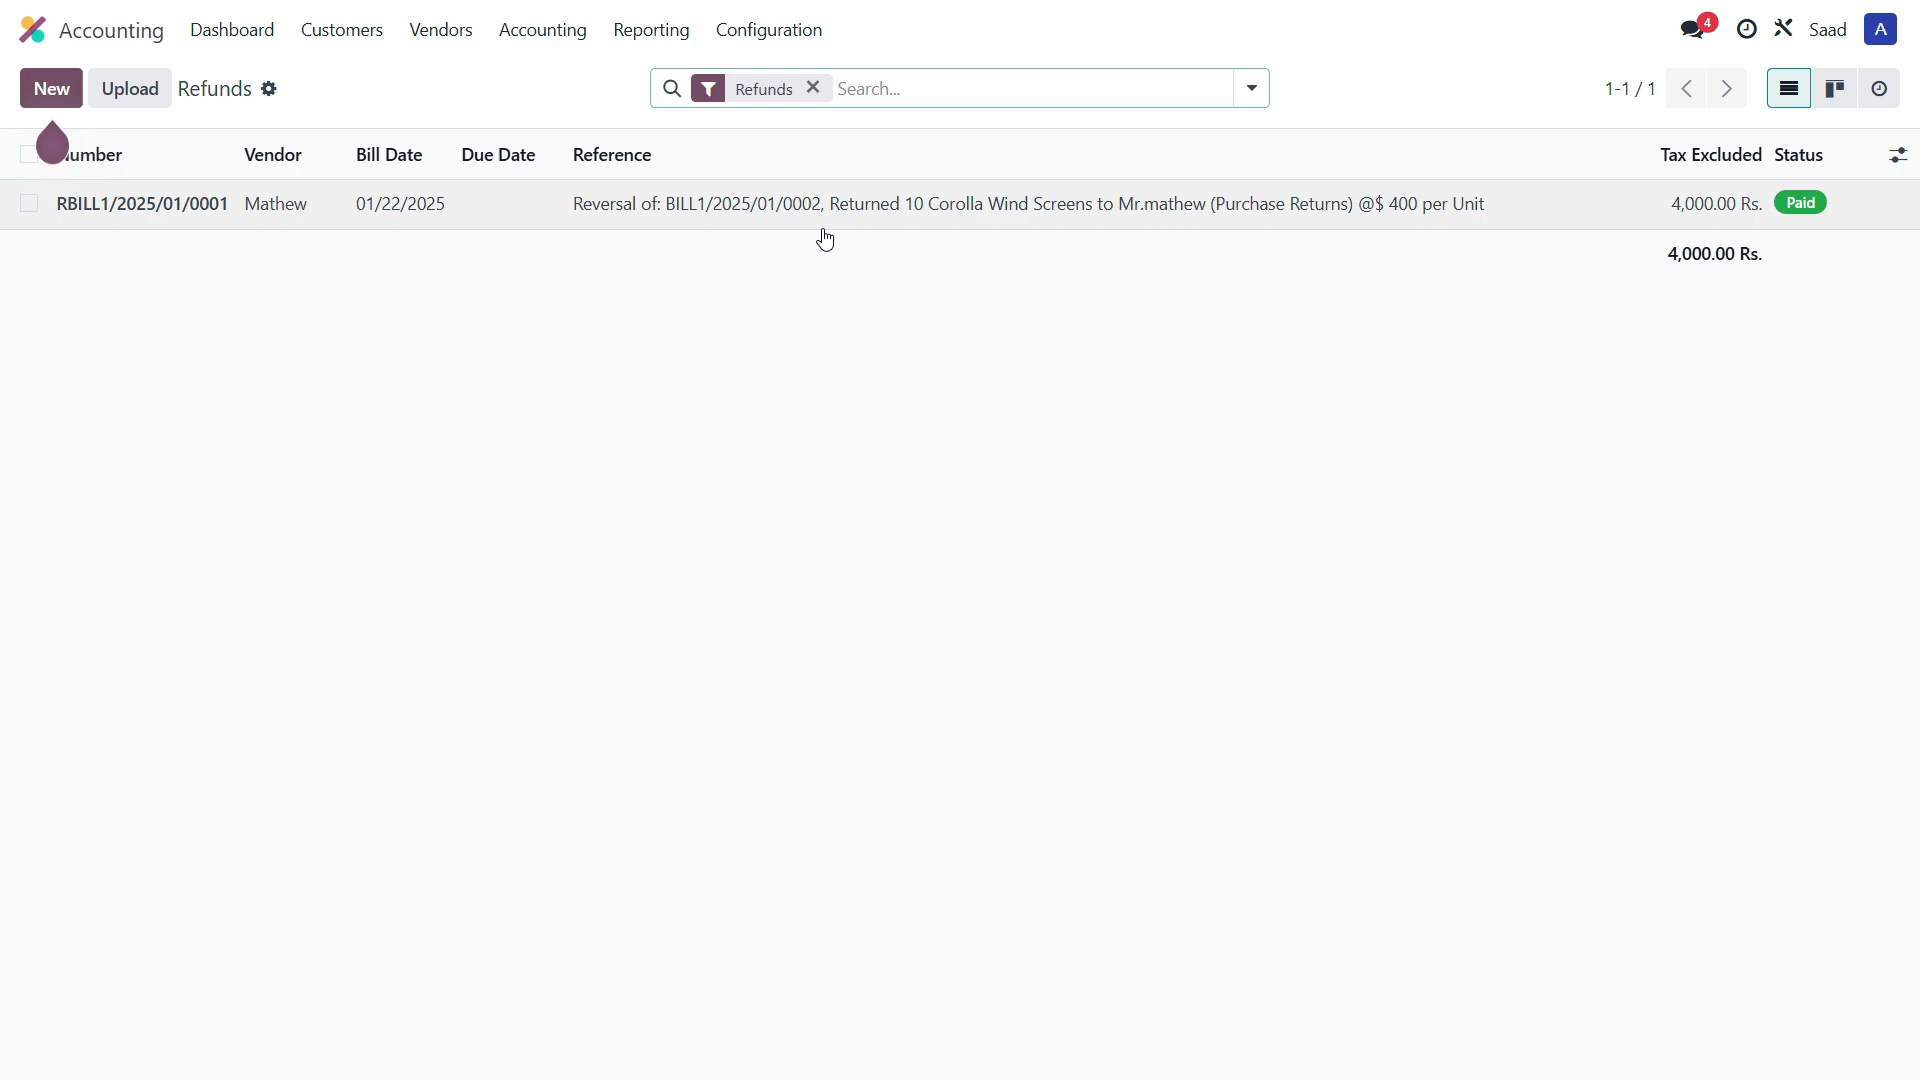 Accounting Dashboard Customers Vendors Accounting Reporting Configuration 4 Saad A
New Upload Refunds Refunds Search... 1-1 / 1
umber Vendor Bill Date Due Date Reference Tax Excluded Status
RBILL1/2025/01/0001 Mathew 01/22/2025 Reversal of: BILL1/2025/01/0002, Returned 10 Corolla Wind Screens to Mr.mathew (Purchase Returns) @$ 400 per Unit 4,000.00 Rs. Paid
4,000.00 Rs.